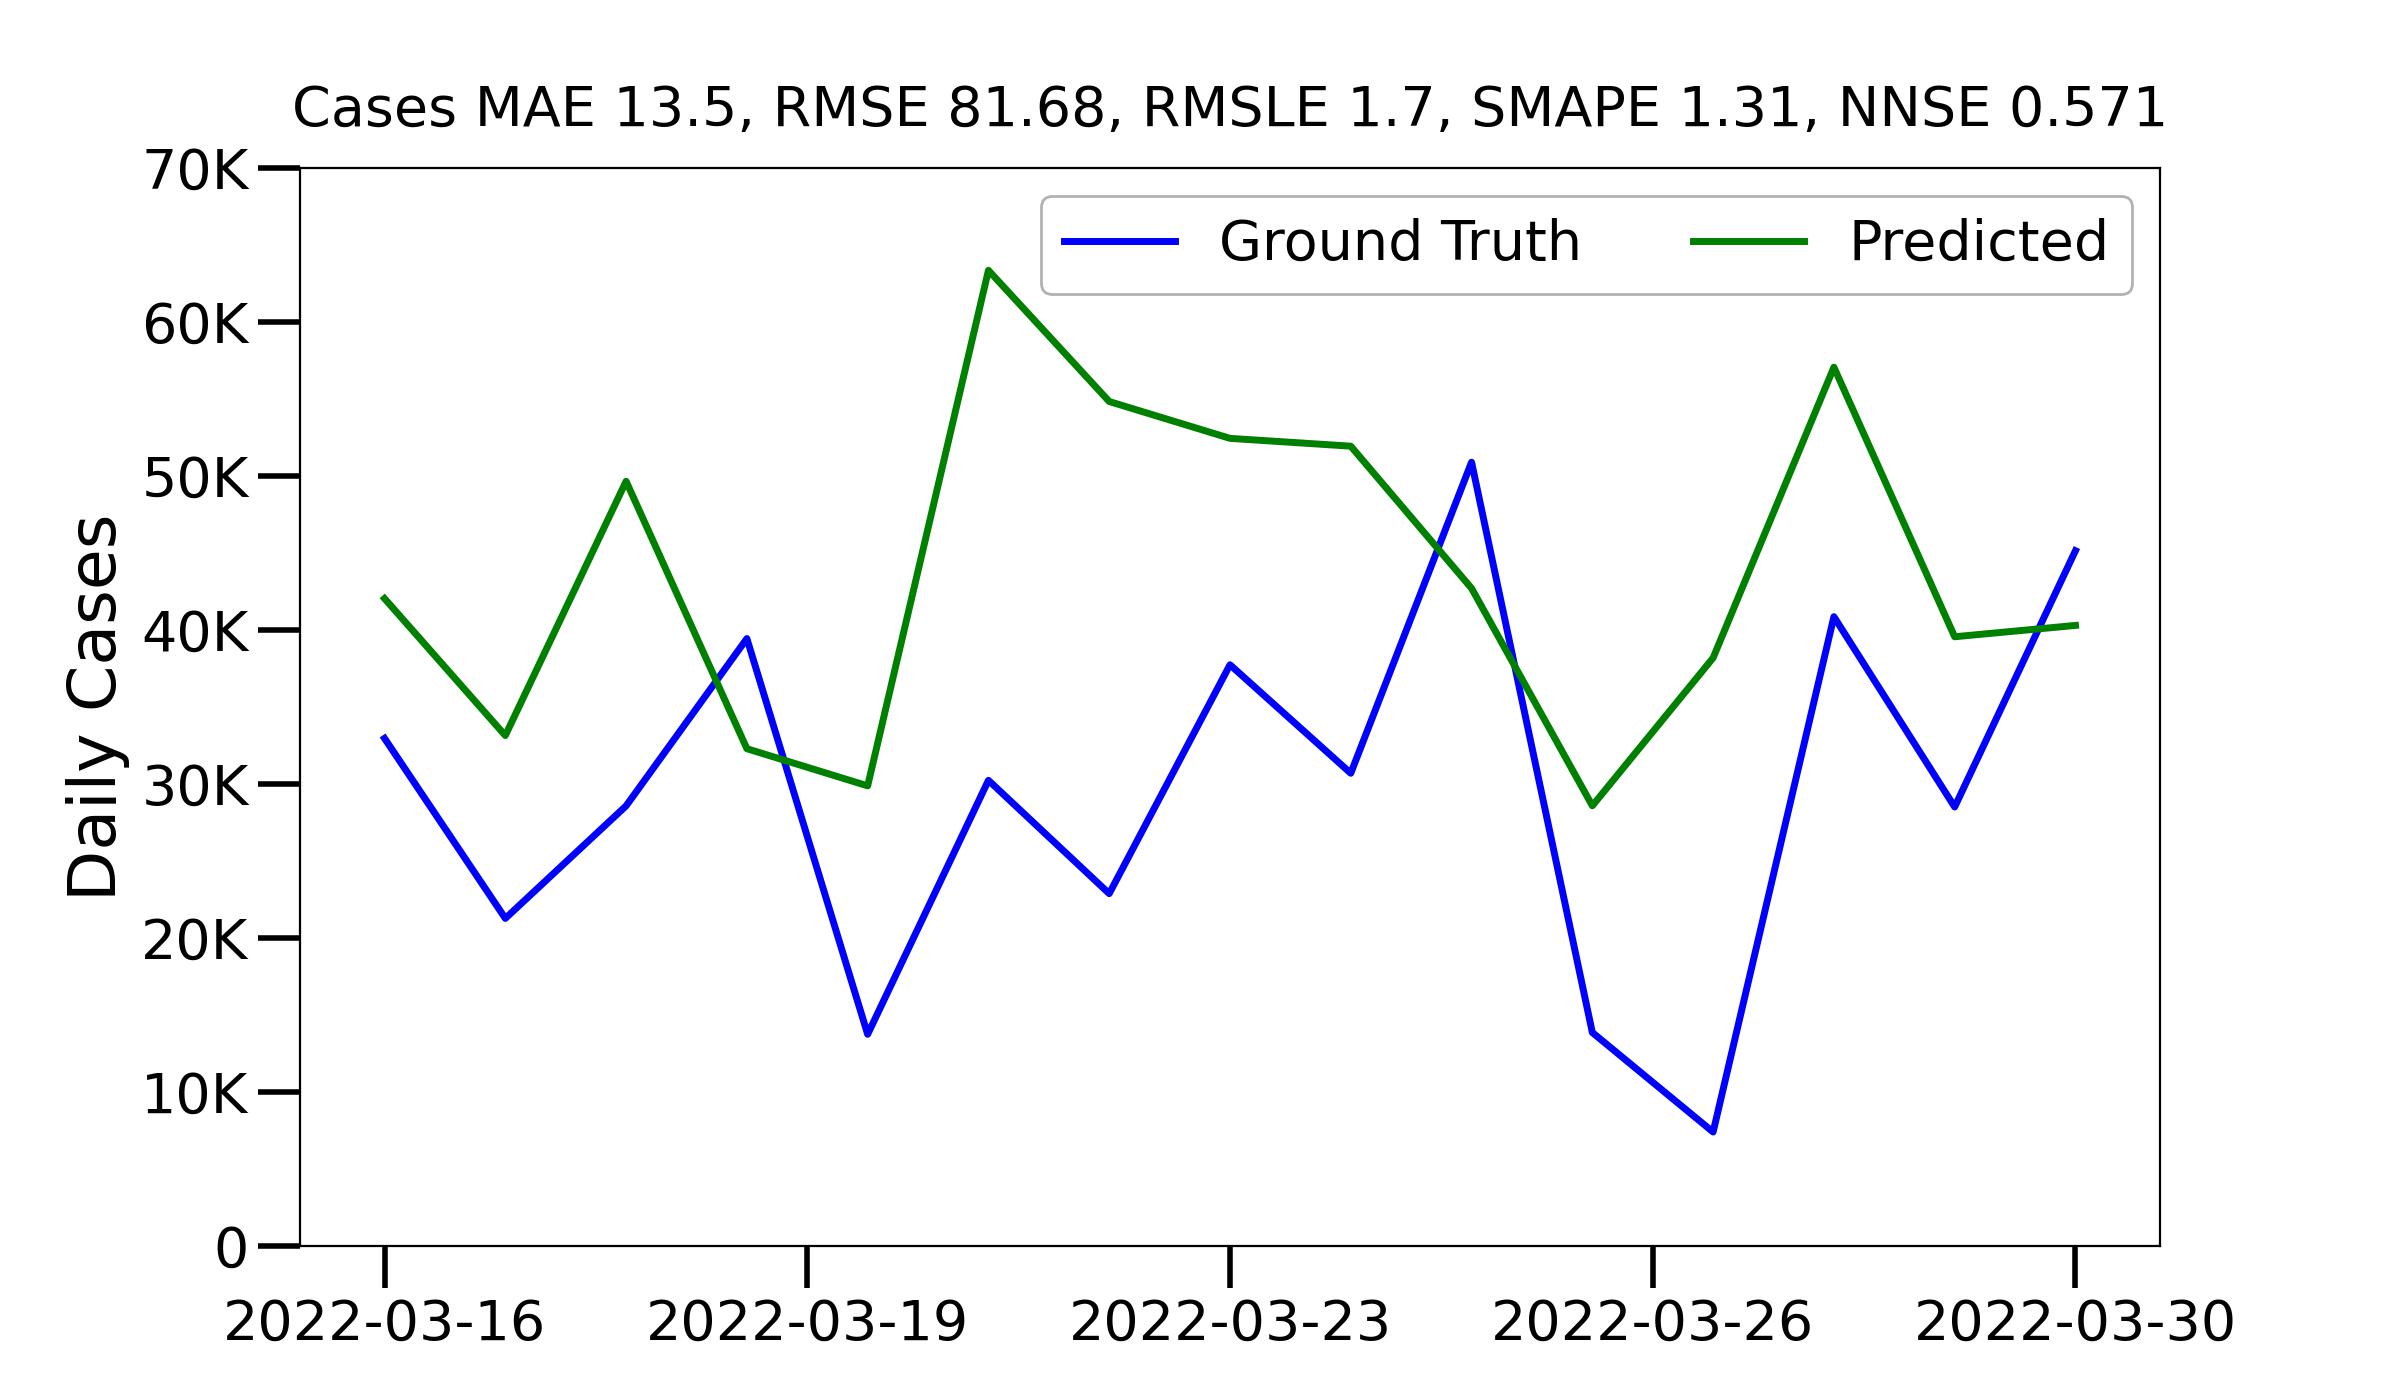 Cases MAE 13.5, RMSE 81.68, RMSLE 1.7, SMAPE 1.31, NNSE 0.571
Ground Truth
Predicted
Daily Cases
70K
60K
50K
40K
30K
20K
10K
0
2022-03-16
2022-03-19
2022-03-23
2022-03-26
2022-03-30